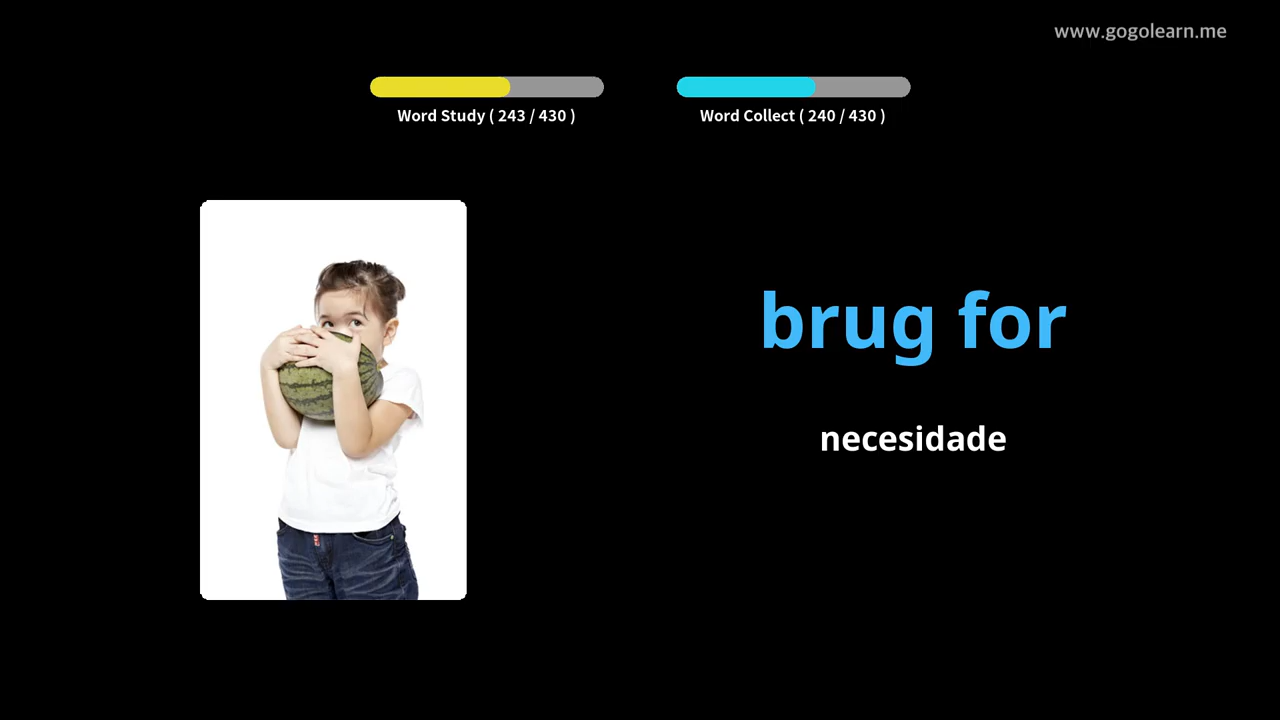 www.gogolearn.me
Word Study ( 243 / 430 )
Word Collect ( 240 / 430 )
brug for
necesidade